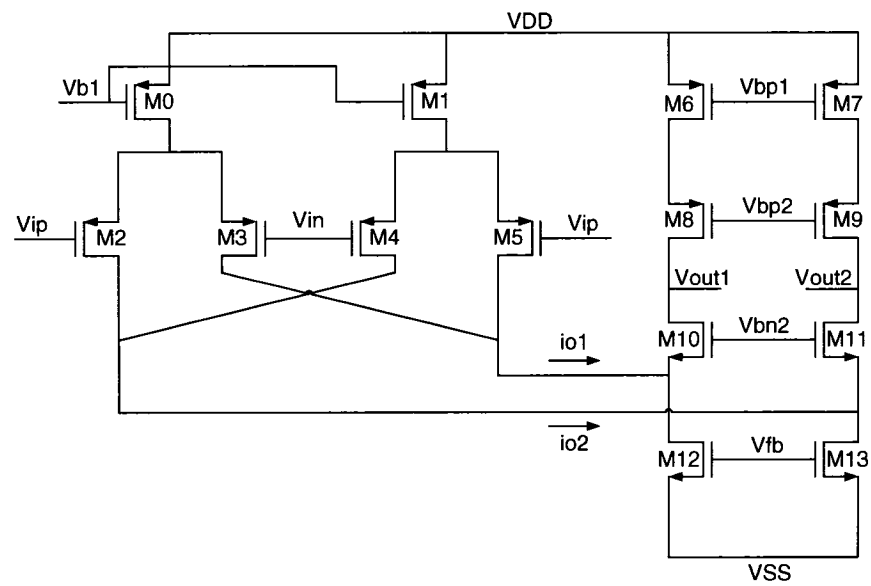 VDD
Vb1
M0
M1
M6
Vbp1
M7
Vip
M2
M3
Vin
M4
M5
Vip
M8
Vbp2
M9
Vout1
Vout2
M10
Vbn2
M11
io1
io2
M12
Vfb
M13
VSS